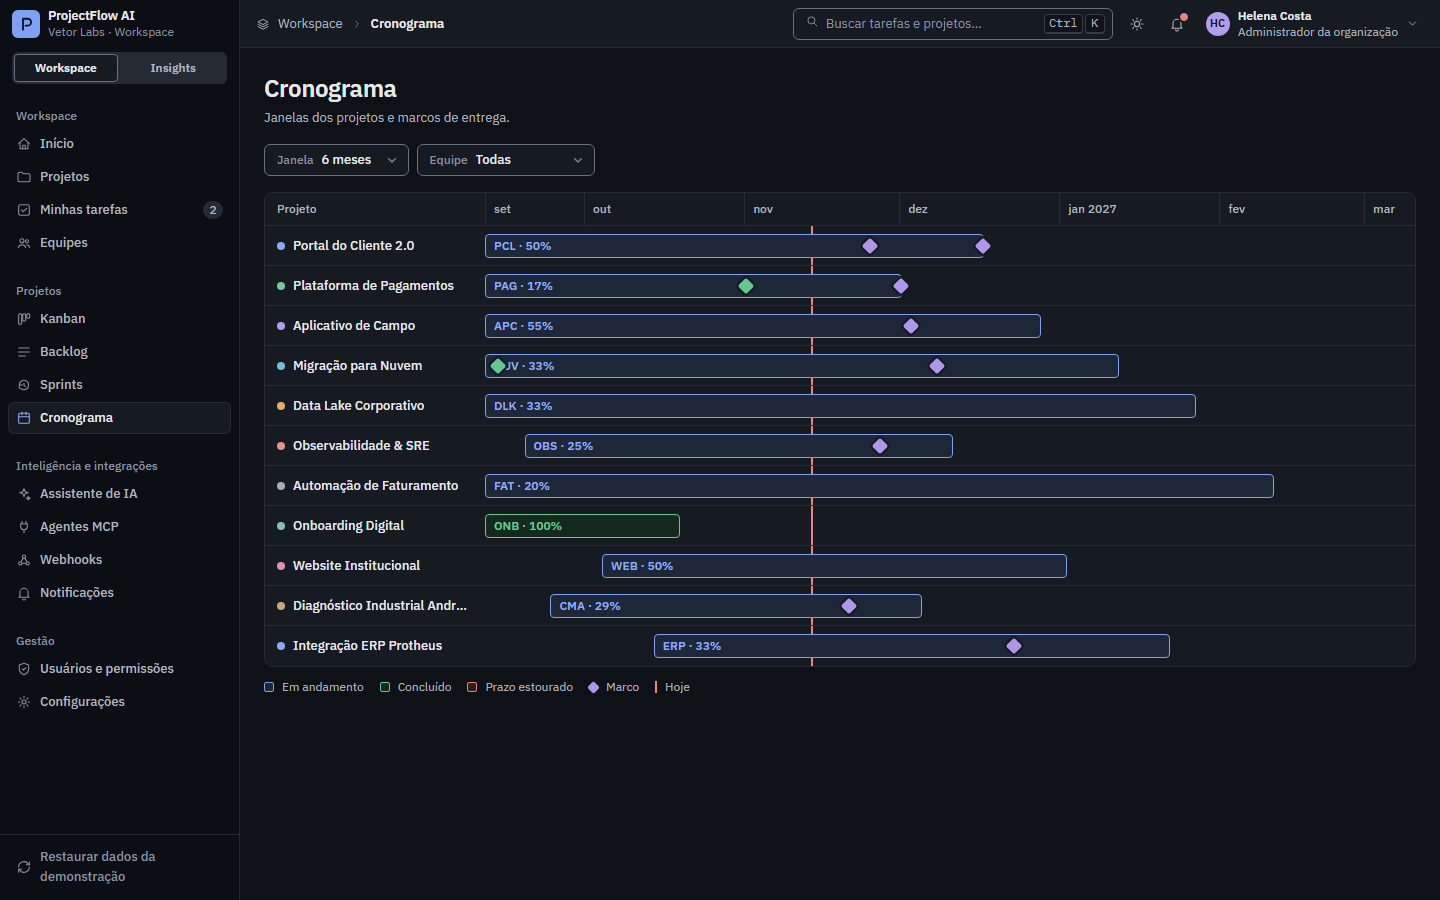 ProjectFlow AI
Vetor Labs · Workspace
Workspace
Insights
Workspace
Início
Projetos
Minhas tarefas
2
Equipes
Projetos
Kanban
Backlog
Sprints
Cronograma
Inteligência e integrações
Assistente de IA
Agentes MCP
Webhooks
Notificações
Gestão
Usuários e permissões
Configurações
Restaurar dados da
demonstração
Workspace
Cronograma
Buscar tarefas e projetos...
Ctrl
K
HC
Helena Costa
Administrador da organização
Cronograma
Janelas dos projetos e marcos de entrega.
Janela 6 meses
Equipe Todas
Projeto
set
out
nov
dez
jan 2027
fev
mar
Portal do Cliente 2.0
PCL · 50%
Plataforma de Pagamentos
PAG · 17%
Aplicativo de Campo
APC · 55%
Migração para Nuvem
JV · 33%
Data Lake Corporativo
DLK · 33%
Observabilidade & SRE
OBS · 25%
Automação de Faturamento
FAT · 20%
Onboarding Digital
ONB · 100%
Website Institucional
WEB · 50%
Diagnóstico Industrial Andr...
CMA · 29%
Integração ERP Protheus
ERP · 33%
Em andamento
Concluído
Prazo estourado
Marco
Hoje